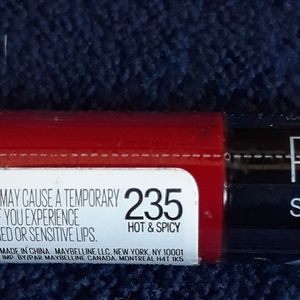 MAY CAUSE A TEMPORARY
IF YOU EXPERIENCE
OR SENSITIVE LIPS.
235
HOT & SPICY
MADE IN CHINA. MAYBELLINE LLC, NEW YORK, NY 10001
IMP. BY/PAR MAYBELLINE, CANADA, MONTREAL H4T 1K5